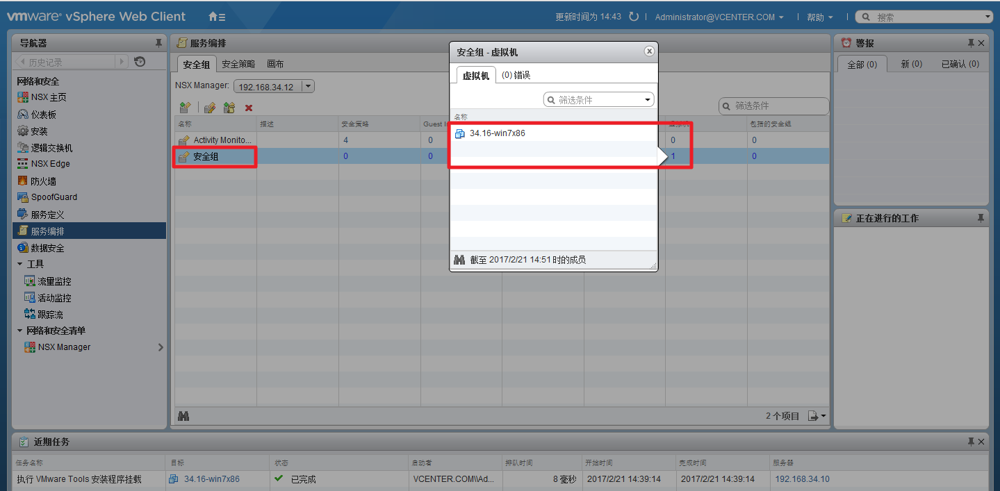 vmware® vSphere Web Client
更新时间为 14:43
Administrator@VCENTER.COM
帮助
搜索
导航器
历史记录
网络和安全
NSX 主页
仪表板
安装
逻辑交换机
NSX Edge
防火墙
SpoofGuard
服务定义
服务编排
数据安全
工具
流量监控
活动监控
跟踪流
网络和安全清单
NSX Manager
服务编排
安全组 安全策略 画布
NSX Manager: 192.168.34.12
筛选条件
名称 描述 安全策略 Guest 虚拟机 包括的安全组
Activity Monito... 4 0 0 0
安全组 0 0 1 0
2 个项目
安全组 - 虚拟机
虚拟机 (0) 错误
筛选条件
名称
34.16-win7x86
截至 2017/2/21 14:51 时的成员
警报
全部 (0) 新 (0) 已确认 (0)
正在进行的工作
近期任务
任务名称 目标 状态 启动者 排队时间 开始时间 完成时间 服务器
执行 VMware Tools 安装程序挂载 34.16-win7x86 已完成 VCENTER.COM\\Ad... 8 毫秒 2017/2/21 14:39:14 2017/2/21 14:39:14 192.168.34.10